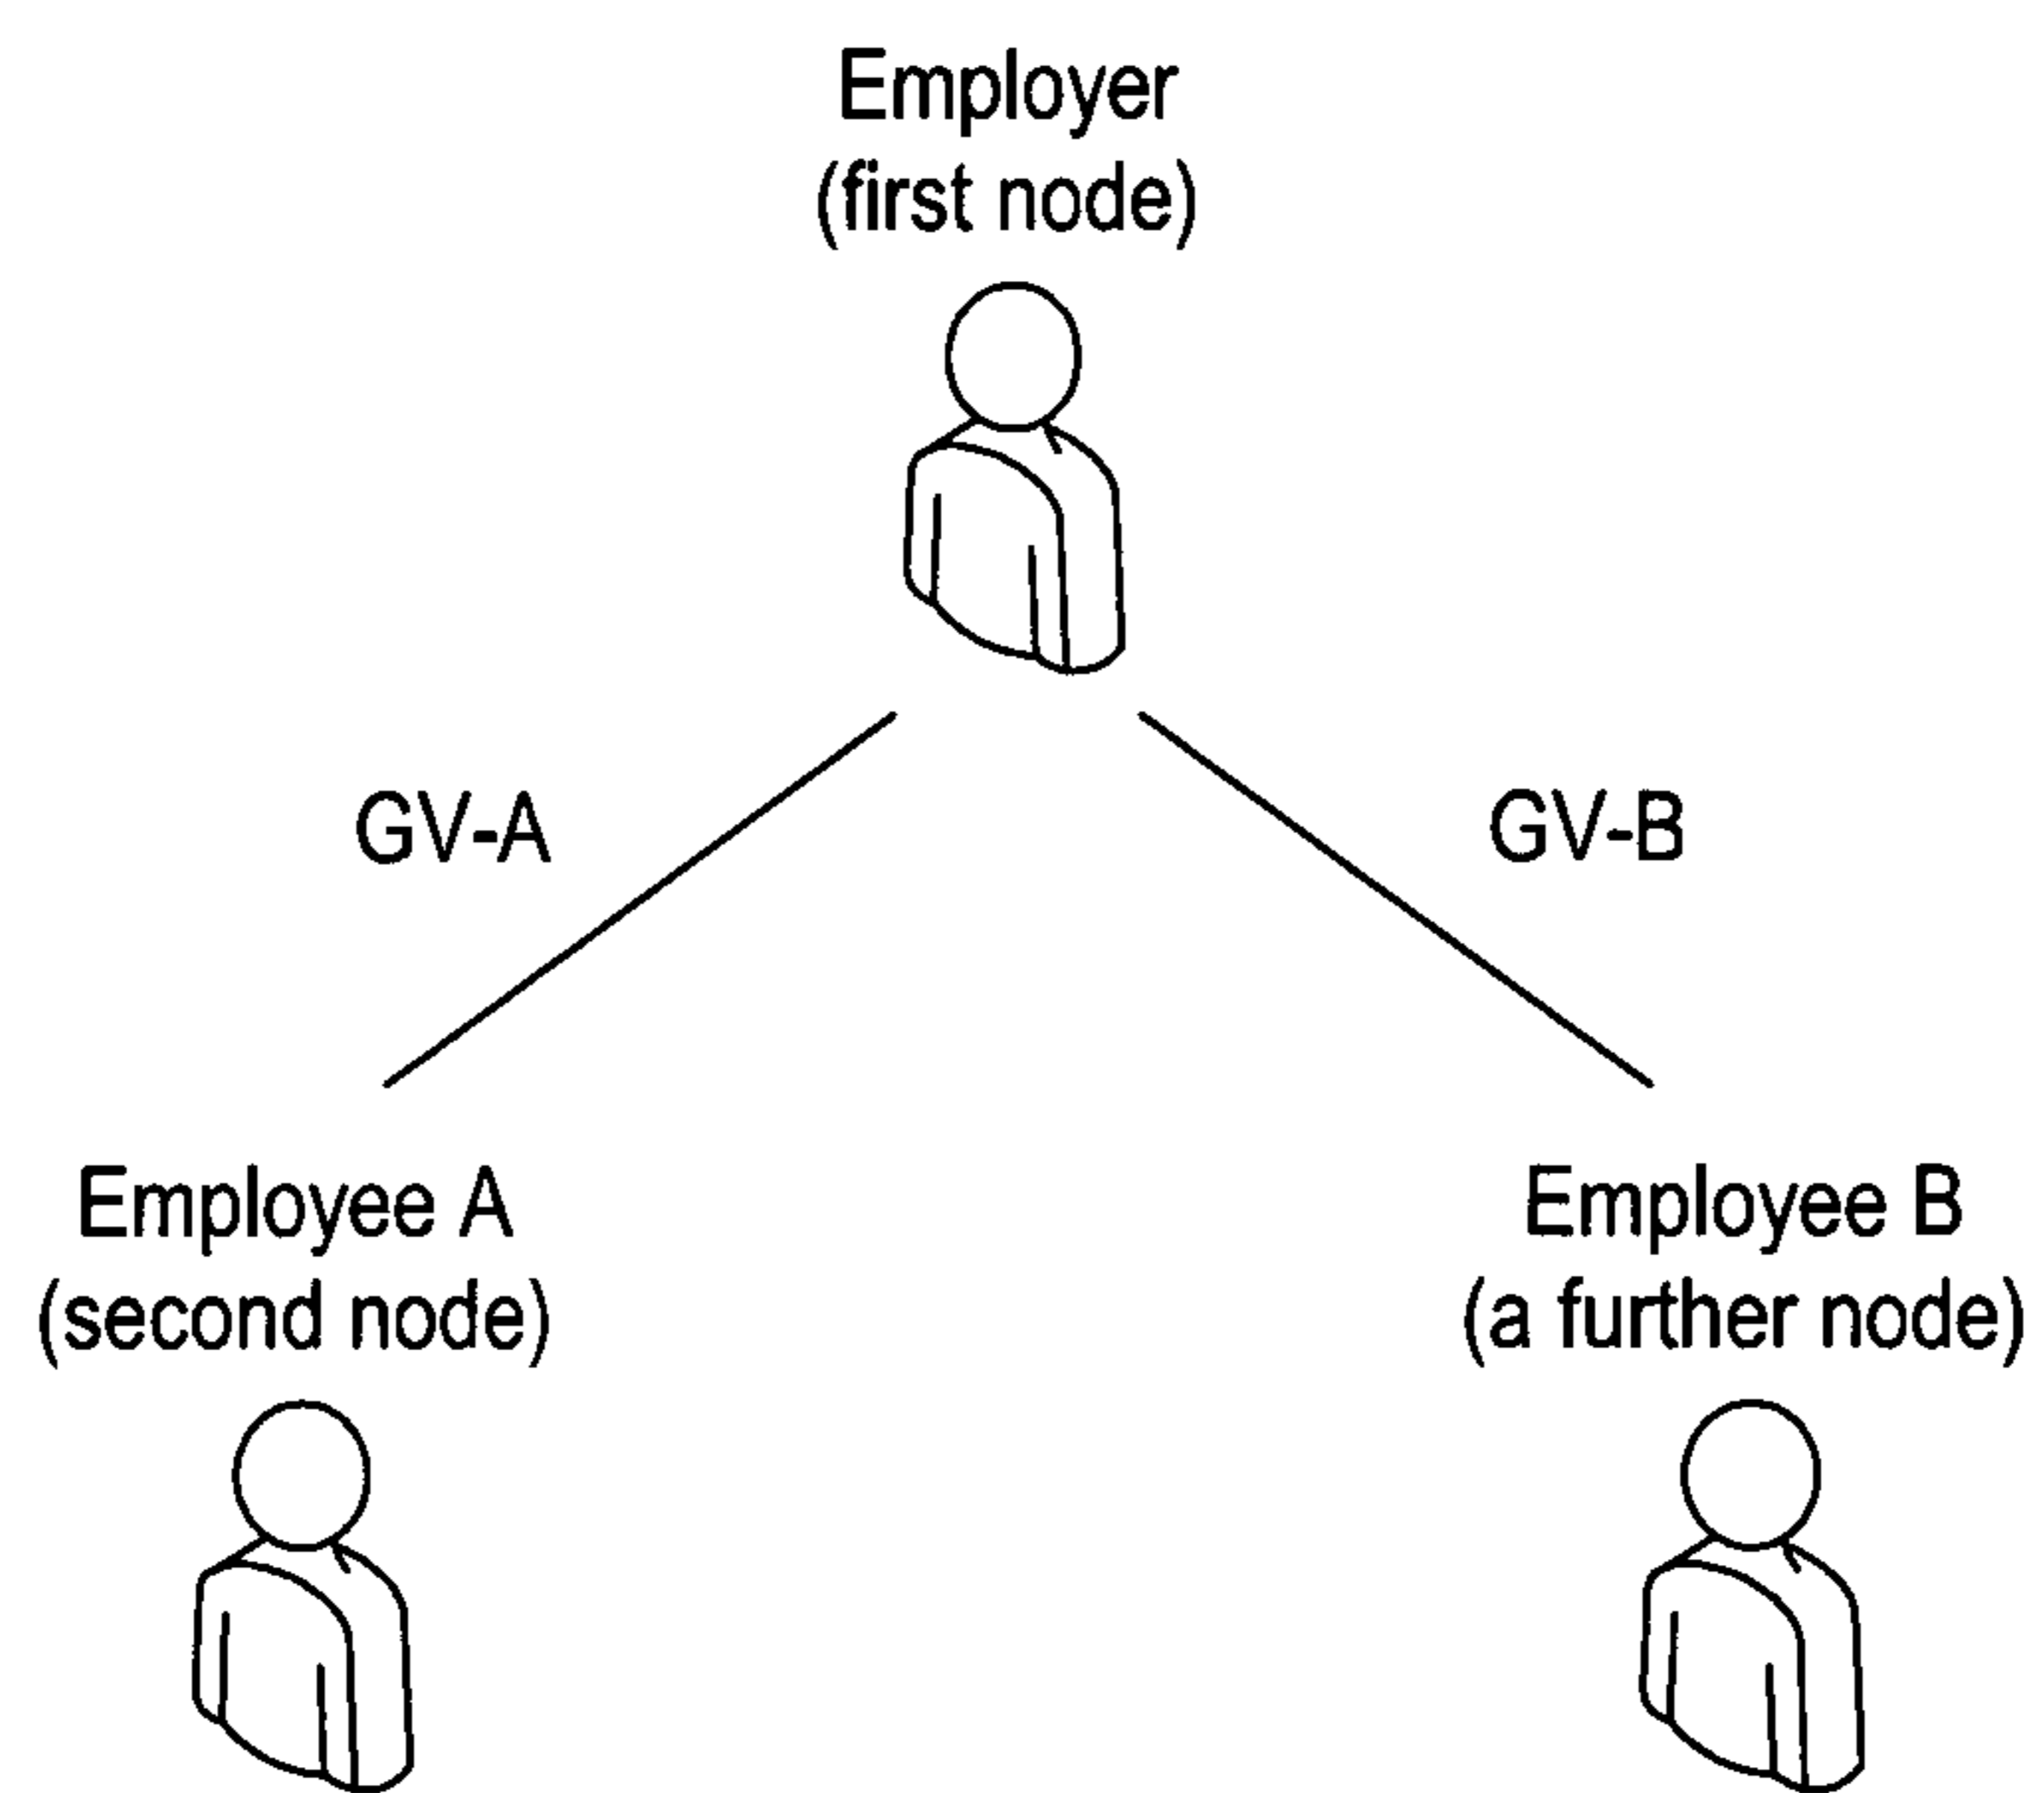 Employer
(first node)
GV-A
GV-B
Employee A
(second node)
Employee B
(a further node)